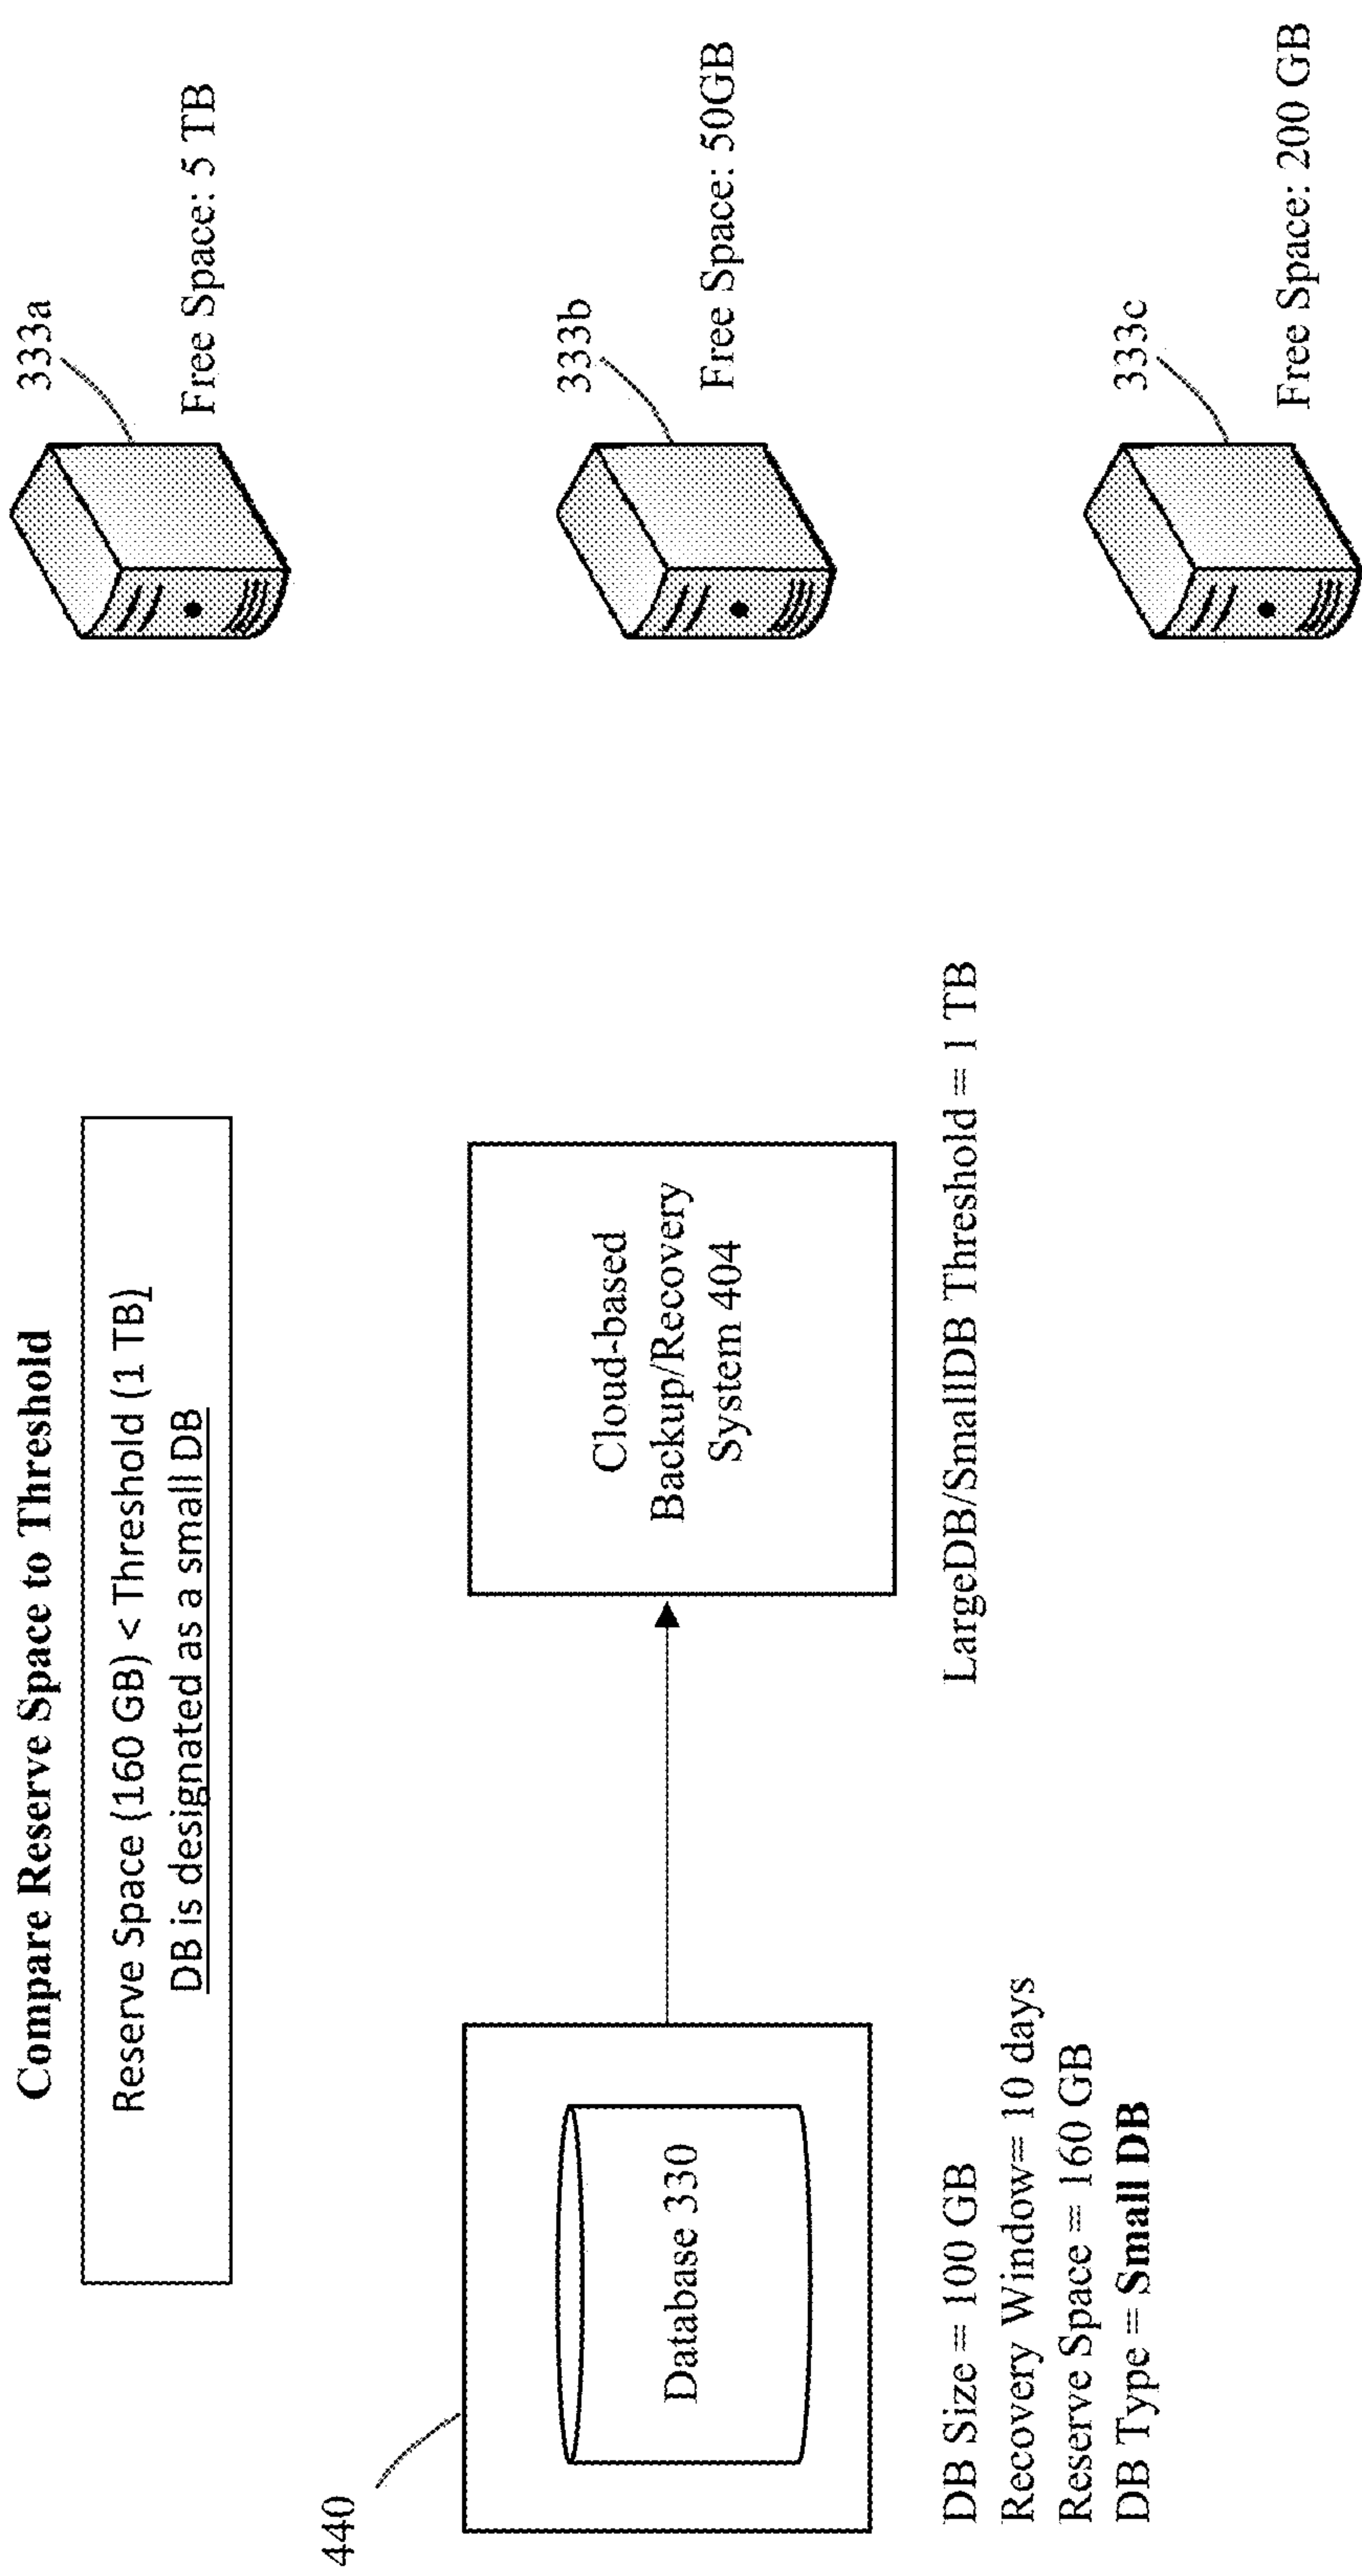 Compare Reserve Space to Threshold
Reserve Space (160 GB) < Threshold (1 TB)
DB is designated as a small DB
440
Database 330
DB Size = 100 GB
Recovery Window= 10 days
Reserve Space = 160 GB
DB Type = Small DB
Cloud-based
Backup/Recovery
System 404
LargeDB/SmallDB Threshold = 1 TB
333a
Free Space: 5 TB
333b
Free Space: 50GB
333c
Free Space: 200 GB